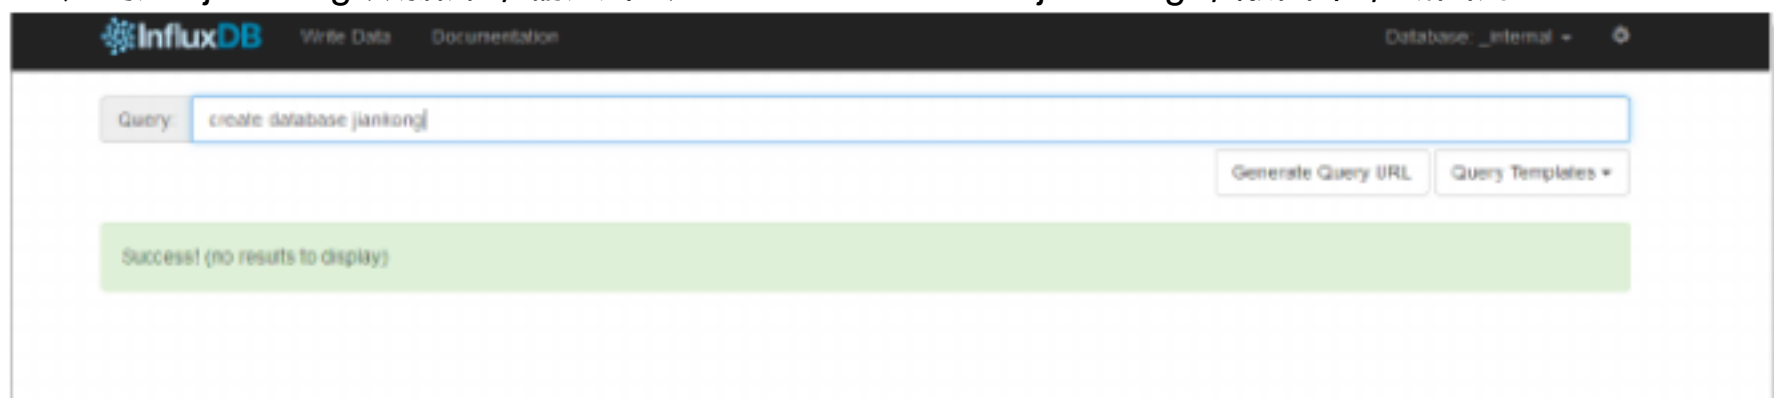 InfluxDB Write Data Documentation Database: _internal
Query: create database jiankong
Generate Query URL Query Templates
Success! (no results to display)